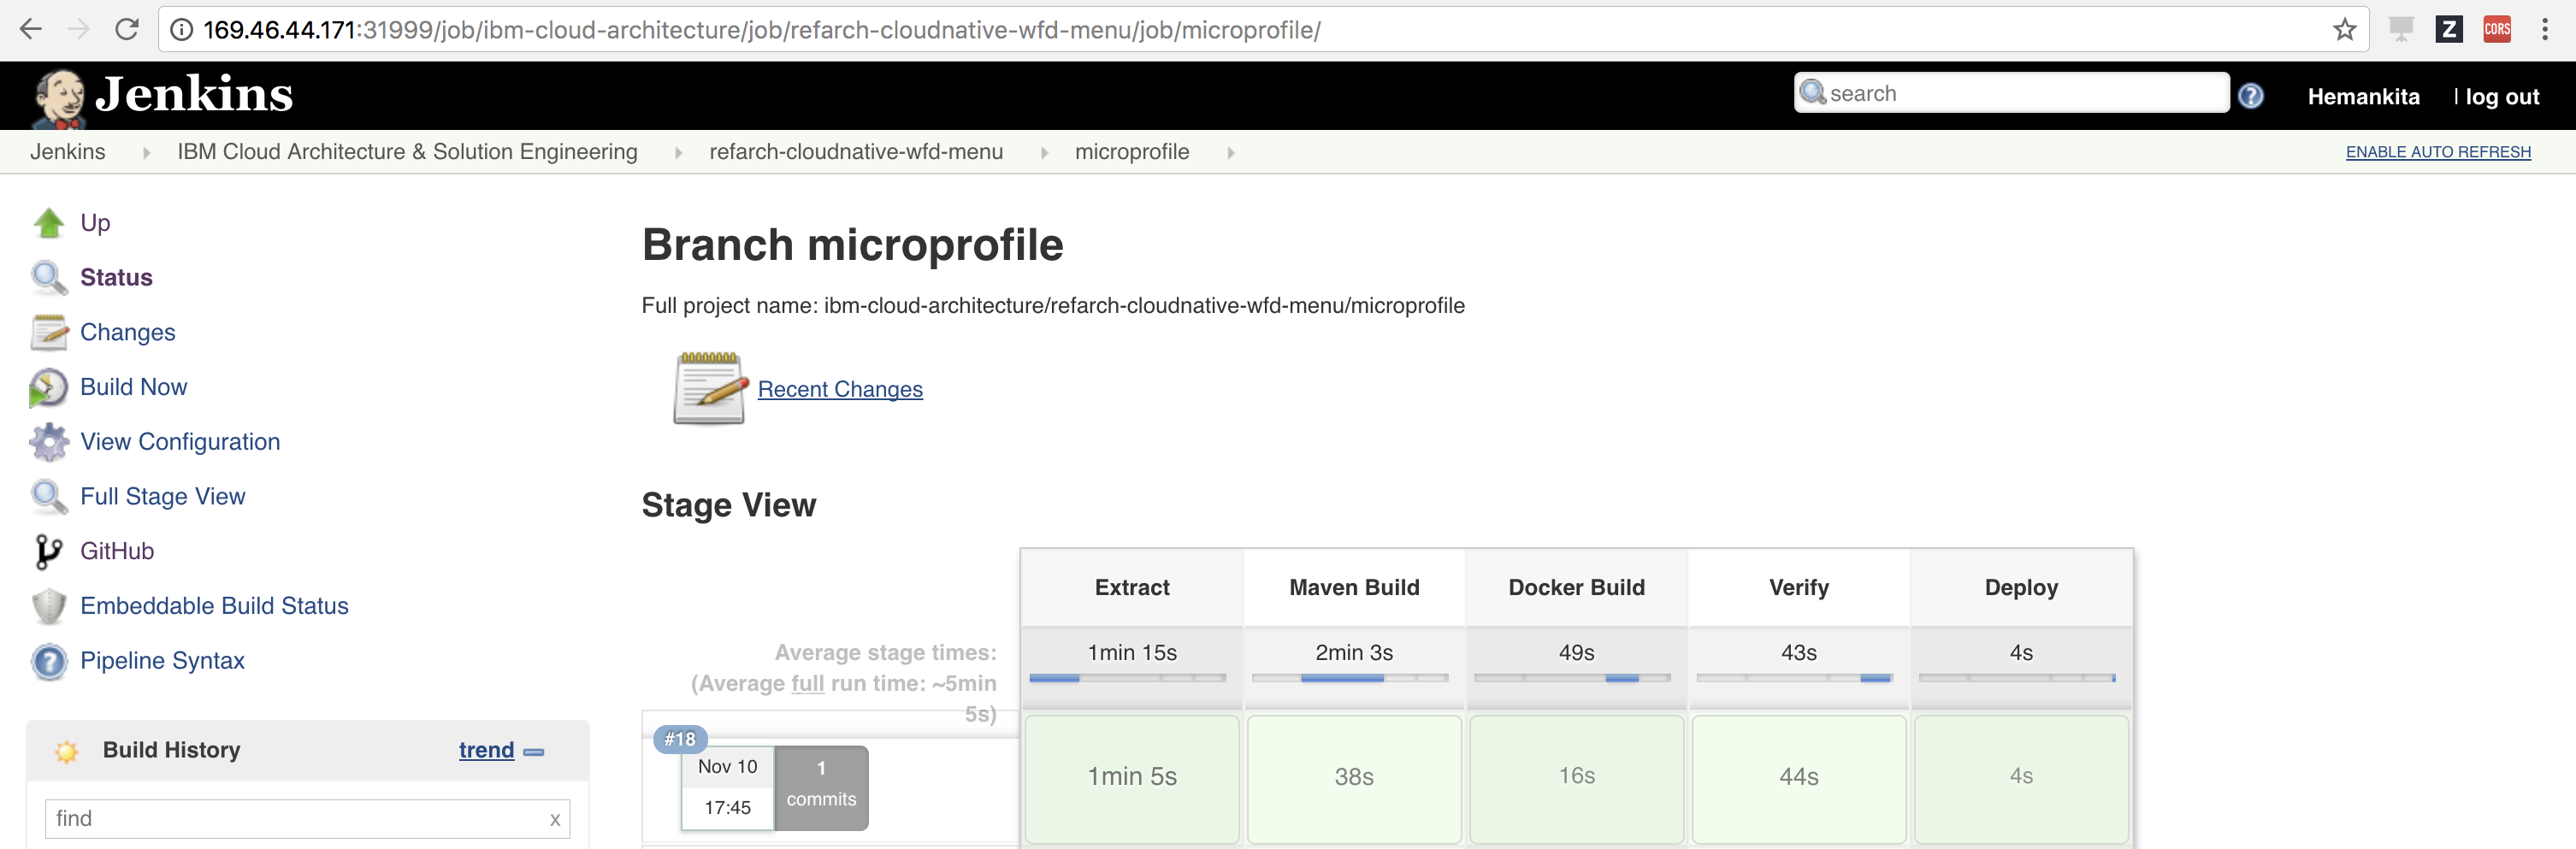 169.46.44.171:31999/job/ibm-cloud-architecture/job/refarch-cloudnative-wfd-menu/job/microprofile/
Z
CORS
Jenkins
search
?
Hemankita
| log out
Jenkins
IBM Cloud Architecture & Solution Engineering
refarch-cloudnative-wfd-menu
microprofile
ENABLE AUTO REFRESH
Up
Status
Changes
Build Now
View Configuration
Full Stage View
GitHub
Embeddable Build Status
Pipeline Syntax
Build History
trend
find
x
Branch microprofile
Full project name: ibm-cloud-architecture/refarch-cloudnative-wfd-menu/microprofile
Recent Changes
Stage View
Extract Maven Build Docker Build Verify Deploy
Average stage times:
(Average full run time: ~5min
5s)
1min 15s 2min 3s 49s 43s 4s
#18
Nov 10
17:45
1
commits
1min 5s 38s 16s 44s 4s